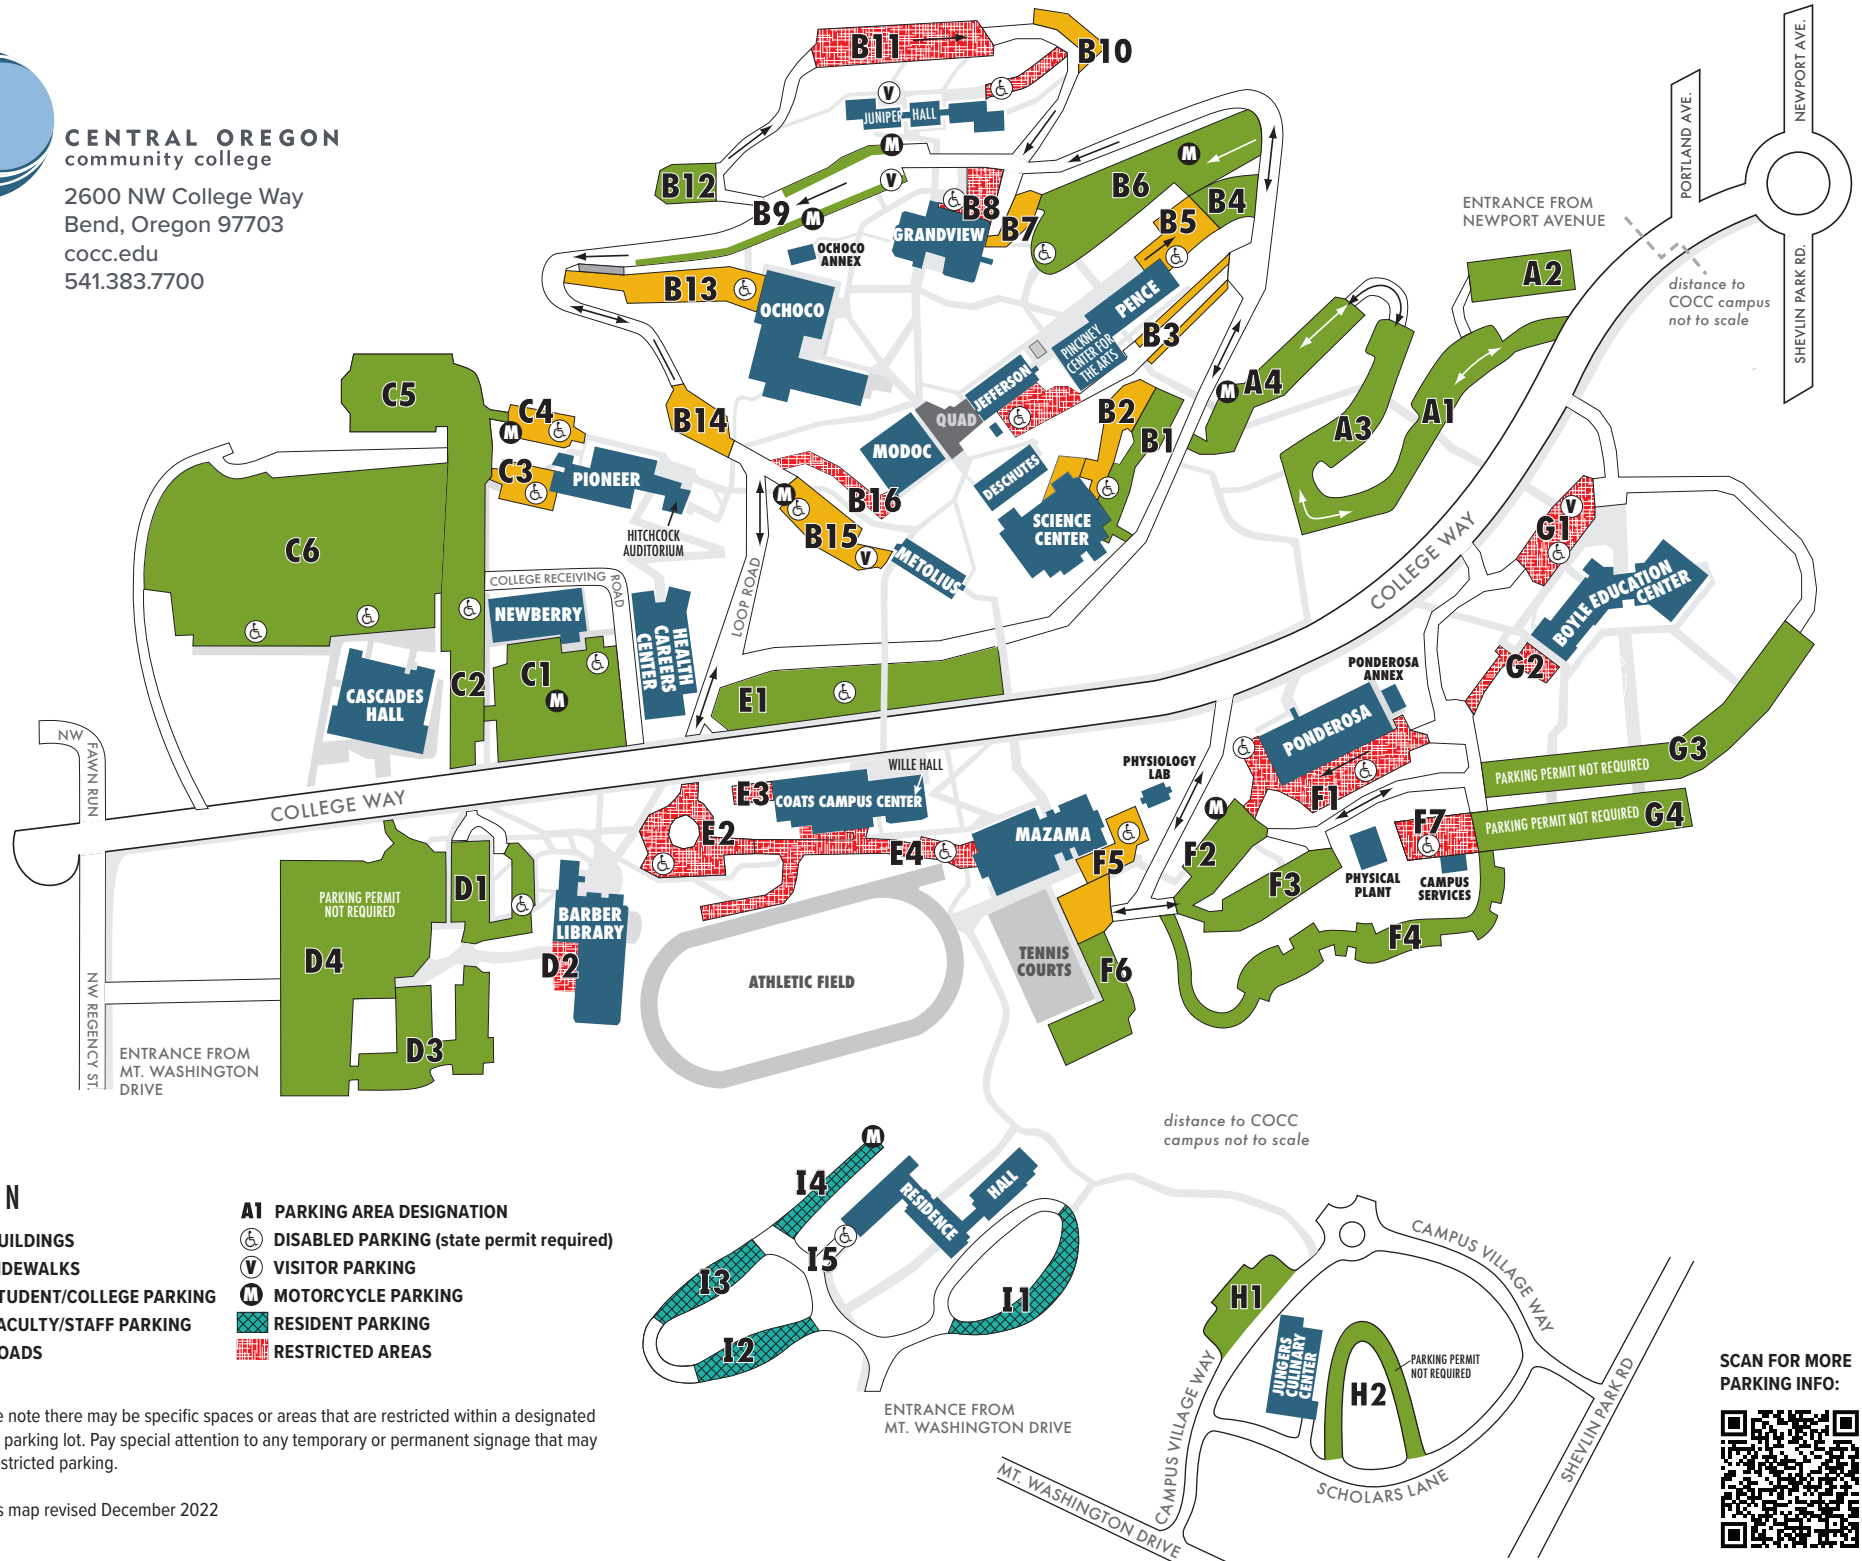 CENTRAL OREGON
community college
2600 NW College Way
Bend, Oregon 97703
cocc.edu
541.383.7700
B11
B10
V
JUNIPER HALL
M
M
B12
V
B9
M
B8
B7
B6
B4
B5
GRANDVIEW
OCHOCO
ANNEX
B13
OCHOCO
PENCE
PINCKNEY
CENTER FOR
THE ARTS
B3
JEFFERSON
QUAD
MODOC
DESCHUTES
B2
B1
SCIENCE
CENTER
B14
B16
M
B15
V
METOLIUS
LOOP ROAD
PORTLAND AVE.
NEWPORT AVE.
SHEVLIN PARK RD.
ENTRANCE FROM
NEWPORT AVENUE
distance to
COCC campus
not to scale
A2
A1
A3
A4
M
C5
C4
M
C3
PIONEER
HITCHCOCK
AUDITORIUM
C6
COLLEGE RECEIVING
ROAD
NEWBERRY
HEALTH
CAREERS
CENTER
C1
M
C2
CASCADES
HALL
E1
COLLEGE WAY
G1
V
BOYLE EDUCATION
CENTER
G2
G3
PARKING PERMIT NOT REQUIRED
G4
PARKING PERMIT NOT REQUIRED
PONDEROSA
ANNEX
PONDEROSA
F1
F7
PHYSICAL
PLANT
CAMPUS
SERVICES
PHYSIOLOGY
LAB
M
F2
F3
F4
F5
F6
MAZAMA
TENNIS
COURTS
NW
FAWN RUN
COLLEGE WAY
WILLE HALL
COATS CAMPUS CENTER
E3
E2
E4
ATHLETIC FIELD
BARBER
LIBRARY
D2
D1
PARKING PERMIT
NOT REQUIRED
D4
D3
NW REGENCY ST.
ENTRANCE FROM
MT. WASHINGTON
DRIVE
distance to COCC
campus not to scale
M
I4
I5
I3
I2
I1
RESIDENCE
HALL
ENTRANCE FROM
MT. WASHINGTON DRIVE
CAMPUS VILLAGE WAY
H1
JUNGERS
CULINARY
CENTER
H2
PARKING PERMIT
NOT REQUIRED
CAMPUS VILLAGE WAY
SCHOLARS LANE
SHEVLIN PARK RD
MT. WASHINGTON DRIVE
N
UILDINGS
DEWALKS
TUDENT/COLLEGE PARKING
ACULTY/STAFF PARKING
OADS
A1 PARKING AREA DESIGNATION
DISABLED PARKING (state permit required)
V VISITOR PARKING
M MOTORCYCLE PARKING
RESIDENT PARKING
RESTRICTED AREAS
e note there may be specific spaces or areas that are restricted within a designated
parking lot. Pay special attention to any temporary or permanent signage that may
estricted parking.
s map revised December 2022
SCAN FOR MORE
PARKING INFO: